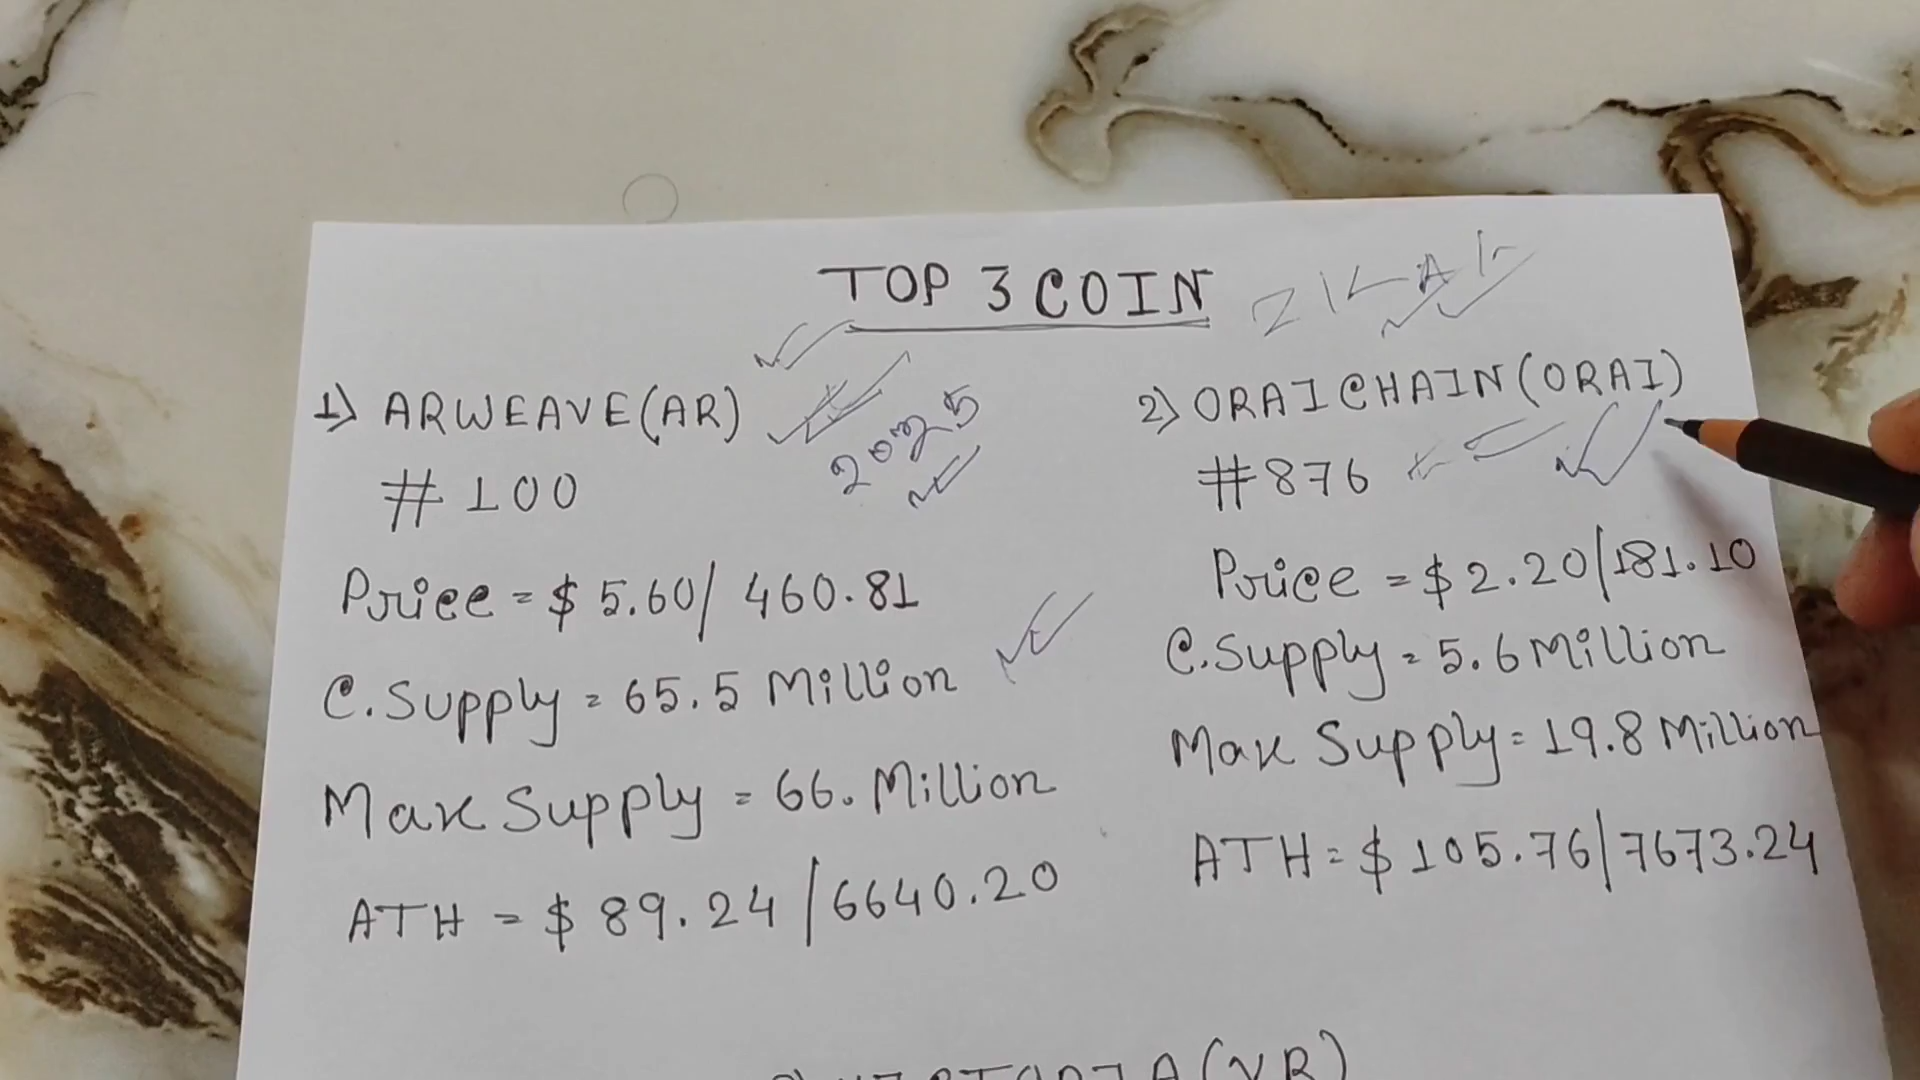 TOP 3 COIN
1) ARWEAVE(AR)
2025
# 100
Price = $ 5.60/ 460.81
C. Supply = 65.5 Million
Max Supply = 66. Million
ATH = $ 89.24 / 6640.20
2) ORAICHAIN(ORAI)
#876
Price = $2.20/181.10
C. Supply = 5.6 Million
Max Supply = 19.8 Million
ATH = $ 105.76/7673.24
(VR)